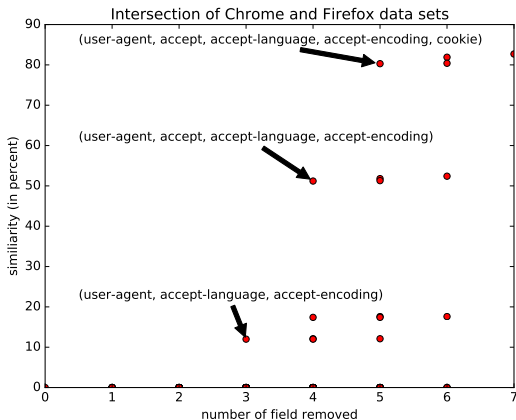 Intersection of Chrome and Firefox data sets
90
(user-agent, accept, accept-language, accept-encoding, cookie)
80
70
(user-agent, accept, accept-language, accept-encoding)
60
50
similiarity (in percent)
40
30
(user-agent, accept-language, accept-encoding)
20
10
0
0 1 2 3 4 5 6 7
number of field removed